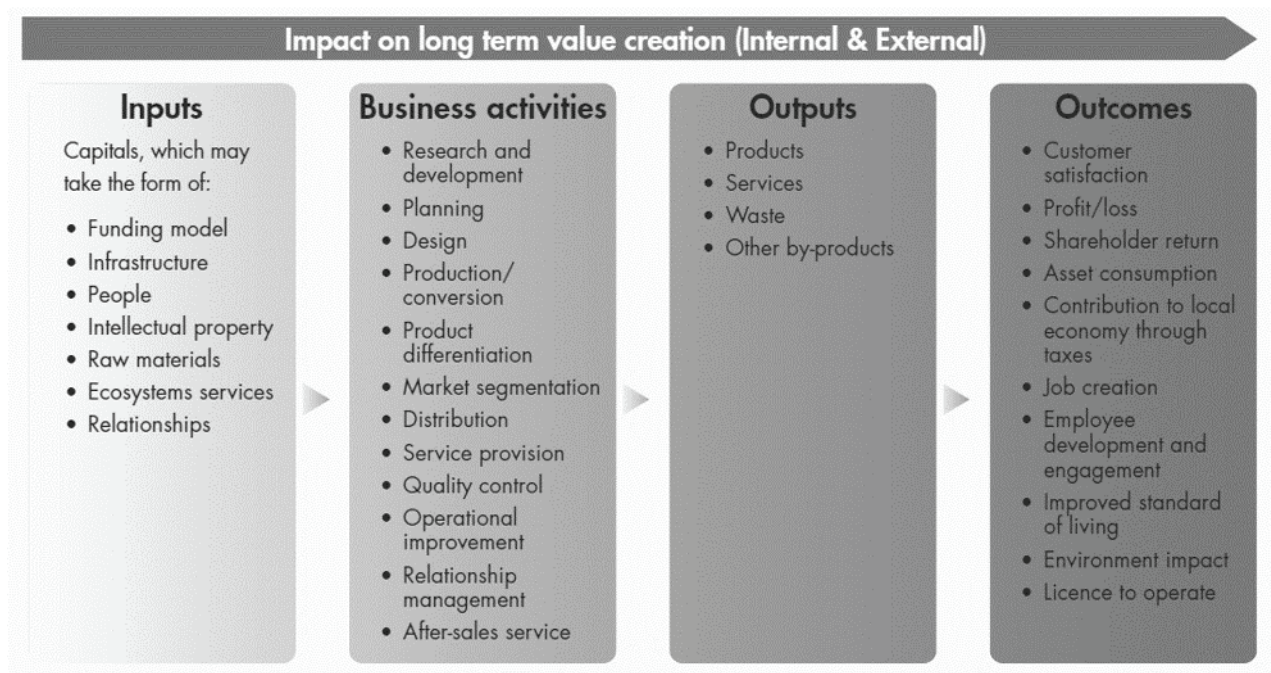 Impact on long term value creation (Internal & External)
Inputs
Capitals, which may
take the form of:
• Funding model
• Infrastructure
• People
• Intellectual property
• Raw materials
• Ecosystems services
• Relationships
Business activities
• Research and
development
• Planning
• Design
• Production/
conversion
• Product
differentiation
• Market segmentation
• Distribution
• Service provision
• Quality control
• Operational
improvement
• Relationship
management
• After-sales service
Outputs
• Products
• Services
• Waste
• Other by-products
Outcomes
• Customer
satisfaction
• Profit/loss
• Shareholder return
• Asset consumption
• Contribution to local
economy through
taxes
• Job creation
• Employee
development and
engagement
• Improved standard
of living
• Environment impact
• Licence to operate